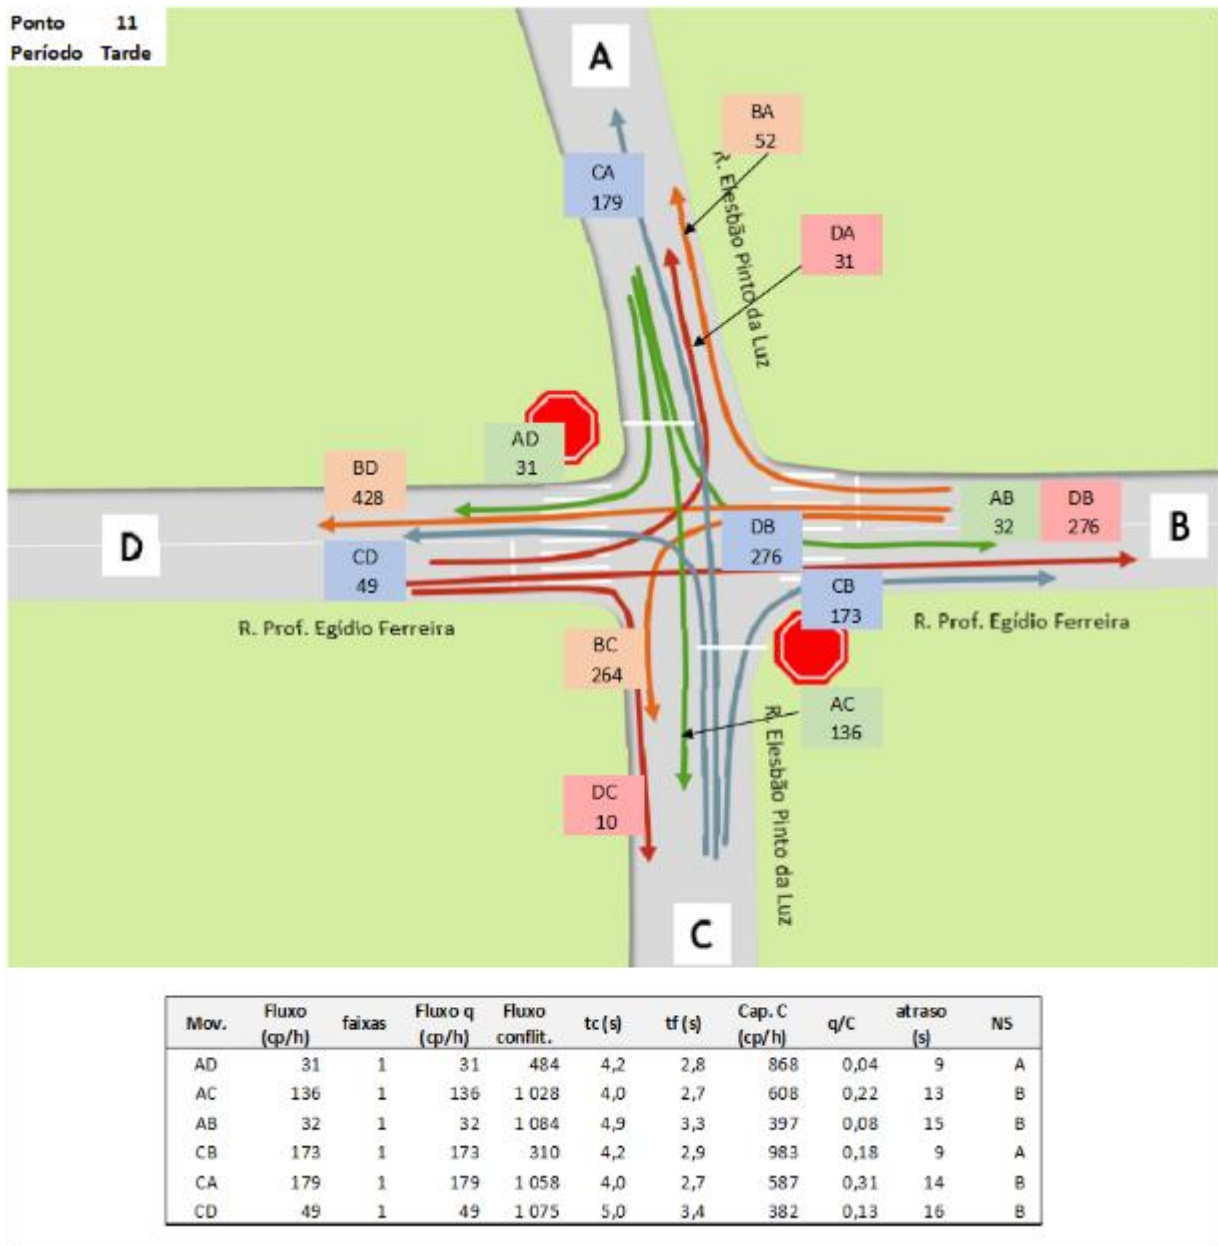 Ponto 11
Período Tarde
A
BA
52
CA
179
R. Elesbão Pinto da Luz
DA
31
AD
31
BD
428
AB
32
DB
276
B
D
DB
276
CD
49
CB
173
R. Prof. Egídio Ferreira
R. Prof. Egídio Ferreira
BC
264
AC
136
R. Elesbão Pinto da Luz
DC
10
C
Mov. Fluxo (cp/h) faixas Fluxo q (cp/h) Fluxo conflit. tc (s) tf (s) Cap. C (cp/h) q/C atraso (s) NS
AD 31 1 31 484 4,2 2,8 868 0,04 9 A
AC 136 1 136 1 028 4,0 2,7 608 0,22 13 B
AB 32 1 32 1 084 4,9 3,3 397 0,08 15 B
CB 173 1 173 310 4,2 2,9 983 0,18 9 A
CA 179 1 179 1 058 4,0 2,7 587 0,31 14 B
CD 49 1 49 1 075 5,0 3,4 382 0,13 16 B